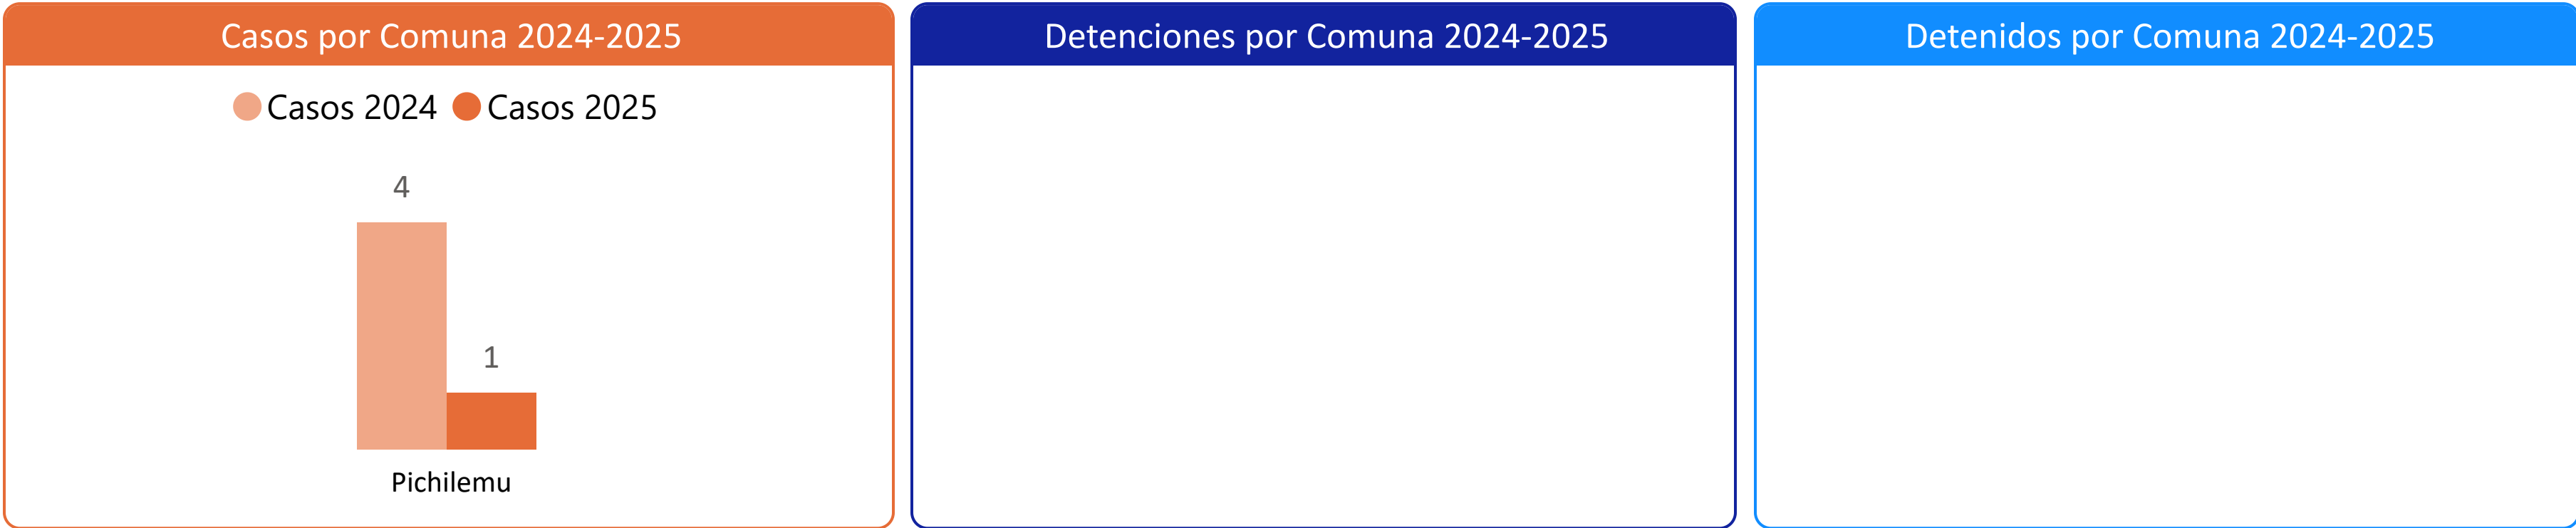 Casos por Comuna 2024-2025
Casos 2024 Casos 2025
4
1
Pichilemu
Detenciones por Comuna 2024-2025
Detenidos por Comuna 2024-2025